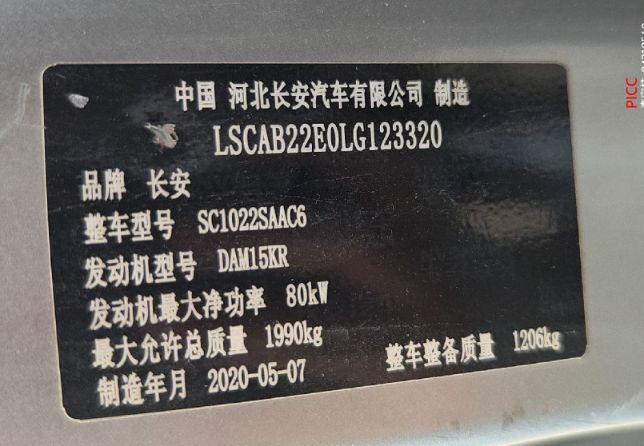 中国 河北长安汽车有限公司 制造
LSCAB22E0LG123320
品牌 长安
整车型号 SC1022SAAC6
发动机型号 DAM15KR
发动机最大净功率 80kW
最大允许总质量 1990kg 整车整备质量 1206kg
制造年月 2020-05-07
PICC